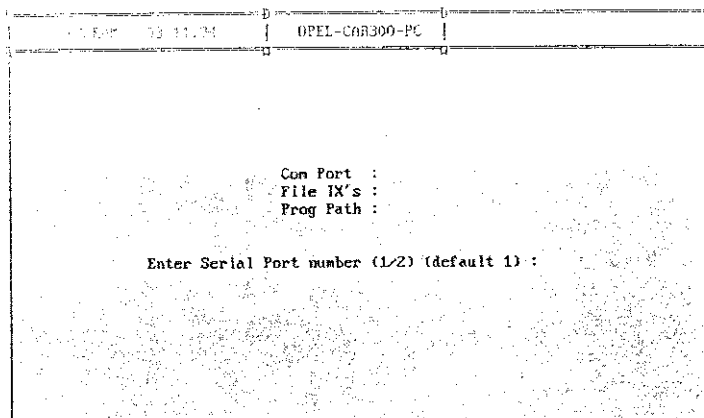 OPEL-CAR300-PC
Com Port :
File IX's :
Prog Path :
Enter Serial Port number (1/2) (default 1) :